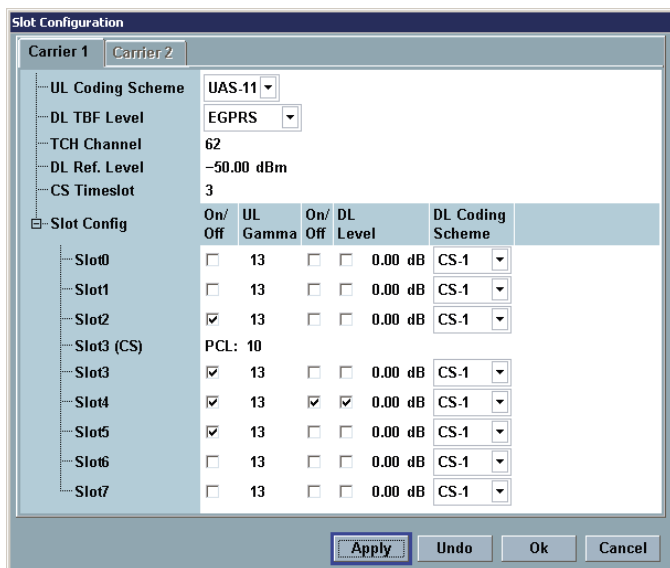 Slot Configuration
Carrier 1 Carrier 2
UL Coding Scheme UAS-11
DL TBF Level EGPRS
TCH Channel 62
DL Ref. Level −50.00 dBm
CS Timeslot 3
Slot Config On/ UL On/ DL DL Coding
Off Gamma Off Level Scheme
Slot0 13 0.00 dB CS-1
Slot1 13 0.00 dB CS-1
Slot2 13 0.00 dB CS-1
Slot3 (CS) PCL: 10
Slot3 13 0.00 dB CS-1
Slot4 13 0.00 dB CS-1
Slot5 13 0.00 dB CS-1
Slot6 13 0.00 dB CS-1
Slot7 13 0.00 dB CS-1
Apply Undo Ok Cancel